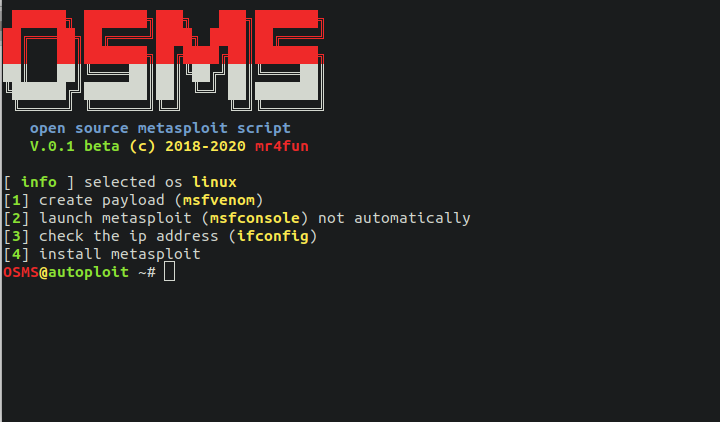 OSMS
open source metasploit script
V.0.1 beta (c) 2018-2020 mr4fun
[ info ] selected os linux
[1] create payload (msfvenom)
[2] launch metasploit (msfconsole) not automatically
[3] check the ip address (ifconfig)
[4] install metasploit
OSMS@autoploit ~#